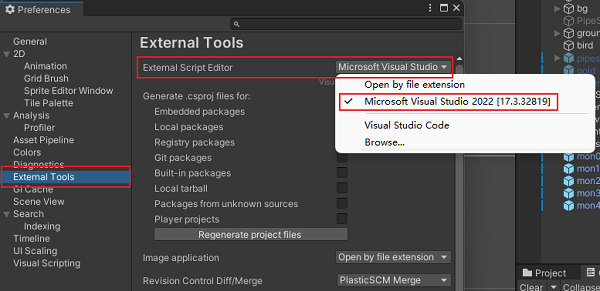 Preferences
General
2D
Animation
Grid Brush
Sprite Editor Window
Tile Palette
Analysis
Profiler
Asset Pipeline
Colors
Diagnostics
External Tools
GI Cache
Scene View
Search
Indexing
Timeline
UI Scaling
Visual Scripting
External Tools
External Script Editor
Microsoft Visual Studio
Generate .csproj files for:
Embedded packages
Local packages
Registry packages
Git packages
Built-in packages
Local tarball
Packages from unknown sources
Player projects
Regenerate project files
Image application
Open by file extension
Revision Control Diff/Merge
PlasticSCM Merge
Open by file extension
Microsoft Visual Studio 2022 [17.3.32819]
Visual Studio Code
Browse...
bg
PipeS
groun
bird
pipes
mon0
mon1
mon2
mon3
mon4
Project
Clear
Collapse